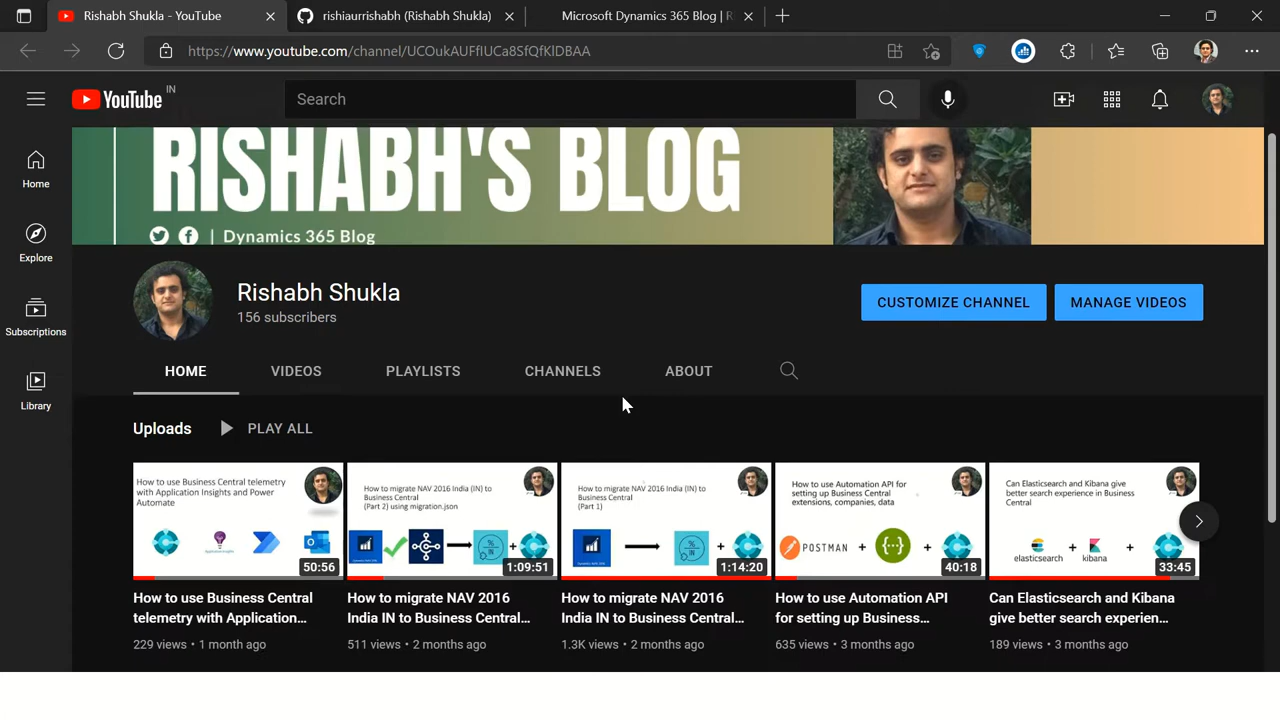 Rishabh Shukla - YouTube
rishiaurrishabh (Rishabh Shukla)
Microsoft Dynamics 365 Blog | R
https://www.youtube.com/channel/UCOukAUFflUCa8SfQfKlDBAA
YouTube IN
Search
RISHABH'S BLOG
| Dynamics 365 Blog
Home
Explore
Subscriptions
Library
Rishabh Shukla
156 subscribers
CUSTOMIZE CHANNEL
MANAGE VIDEOS
HOME
VIDEOS
PLAYLISTS
CHANNELS
ABOUT
Uploads
PLAY ALL
How to use Business Central telemetry
with Application Insights and Power
Automate
50:56
How to use Business Central
telemetry with Application...
229 views • 1 month ago
How to migrate NAV 2016 India (IN) to
Business Central
(Part 2) using migration.json
1:09:51
How to migrate NAV 2016
India IN to Business Central...
511 views • 2 months ago
How to migrate NAV 2016 India (IN) to
Business Central
(Part 1)
1:14:20
How to migrate NAV 2016
India IN to Business Central...
1.3K views • 2 months ago
How to use Automation API for
setting up Business Central
extensions, companies, data
POSTMAN
40:18
How to use Automation API
for setting up Business...
635 views • 3 months ago
Can Elasticsearch and Kibana give
better search experience in Business
Central
elasticsearch
kibana
33:45
Can Elasticsearch and Kibana
give better search experien...
189 views • 3 months ago